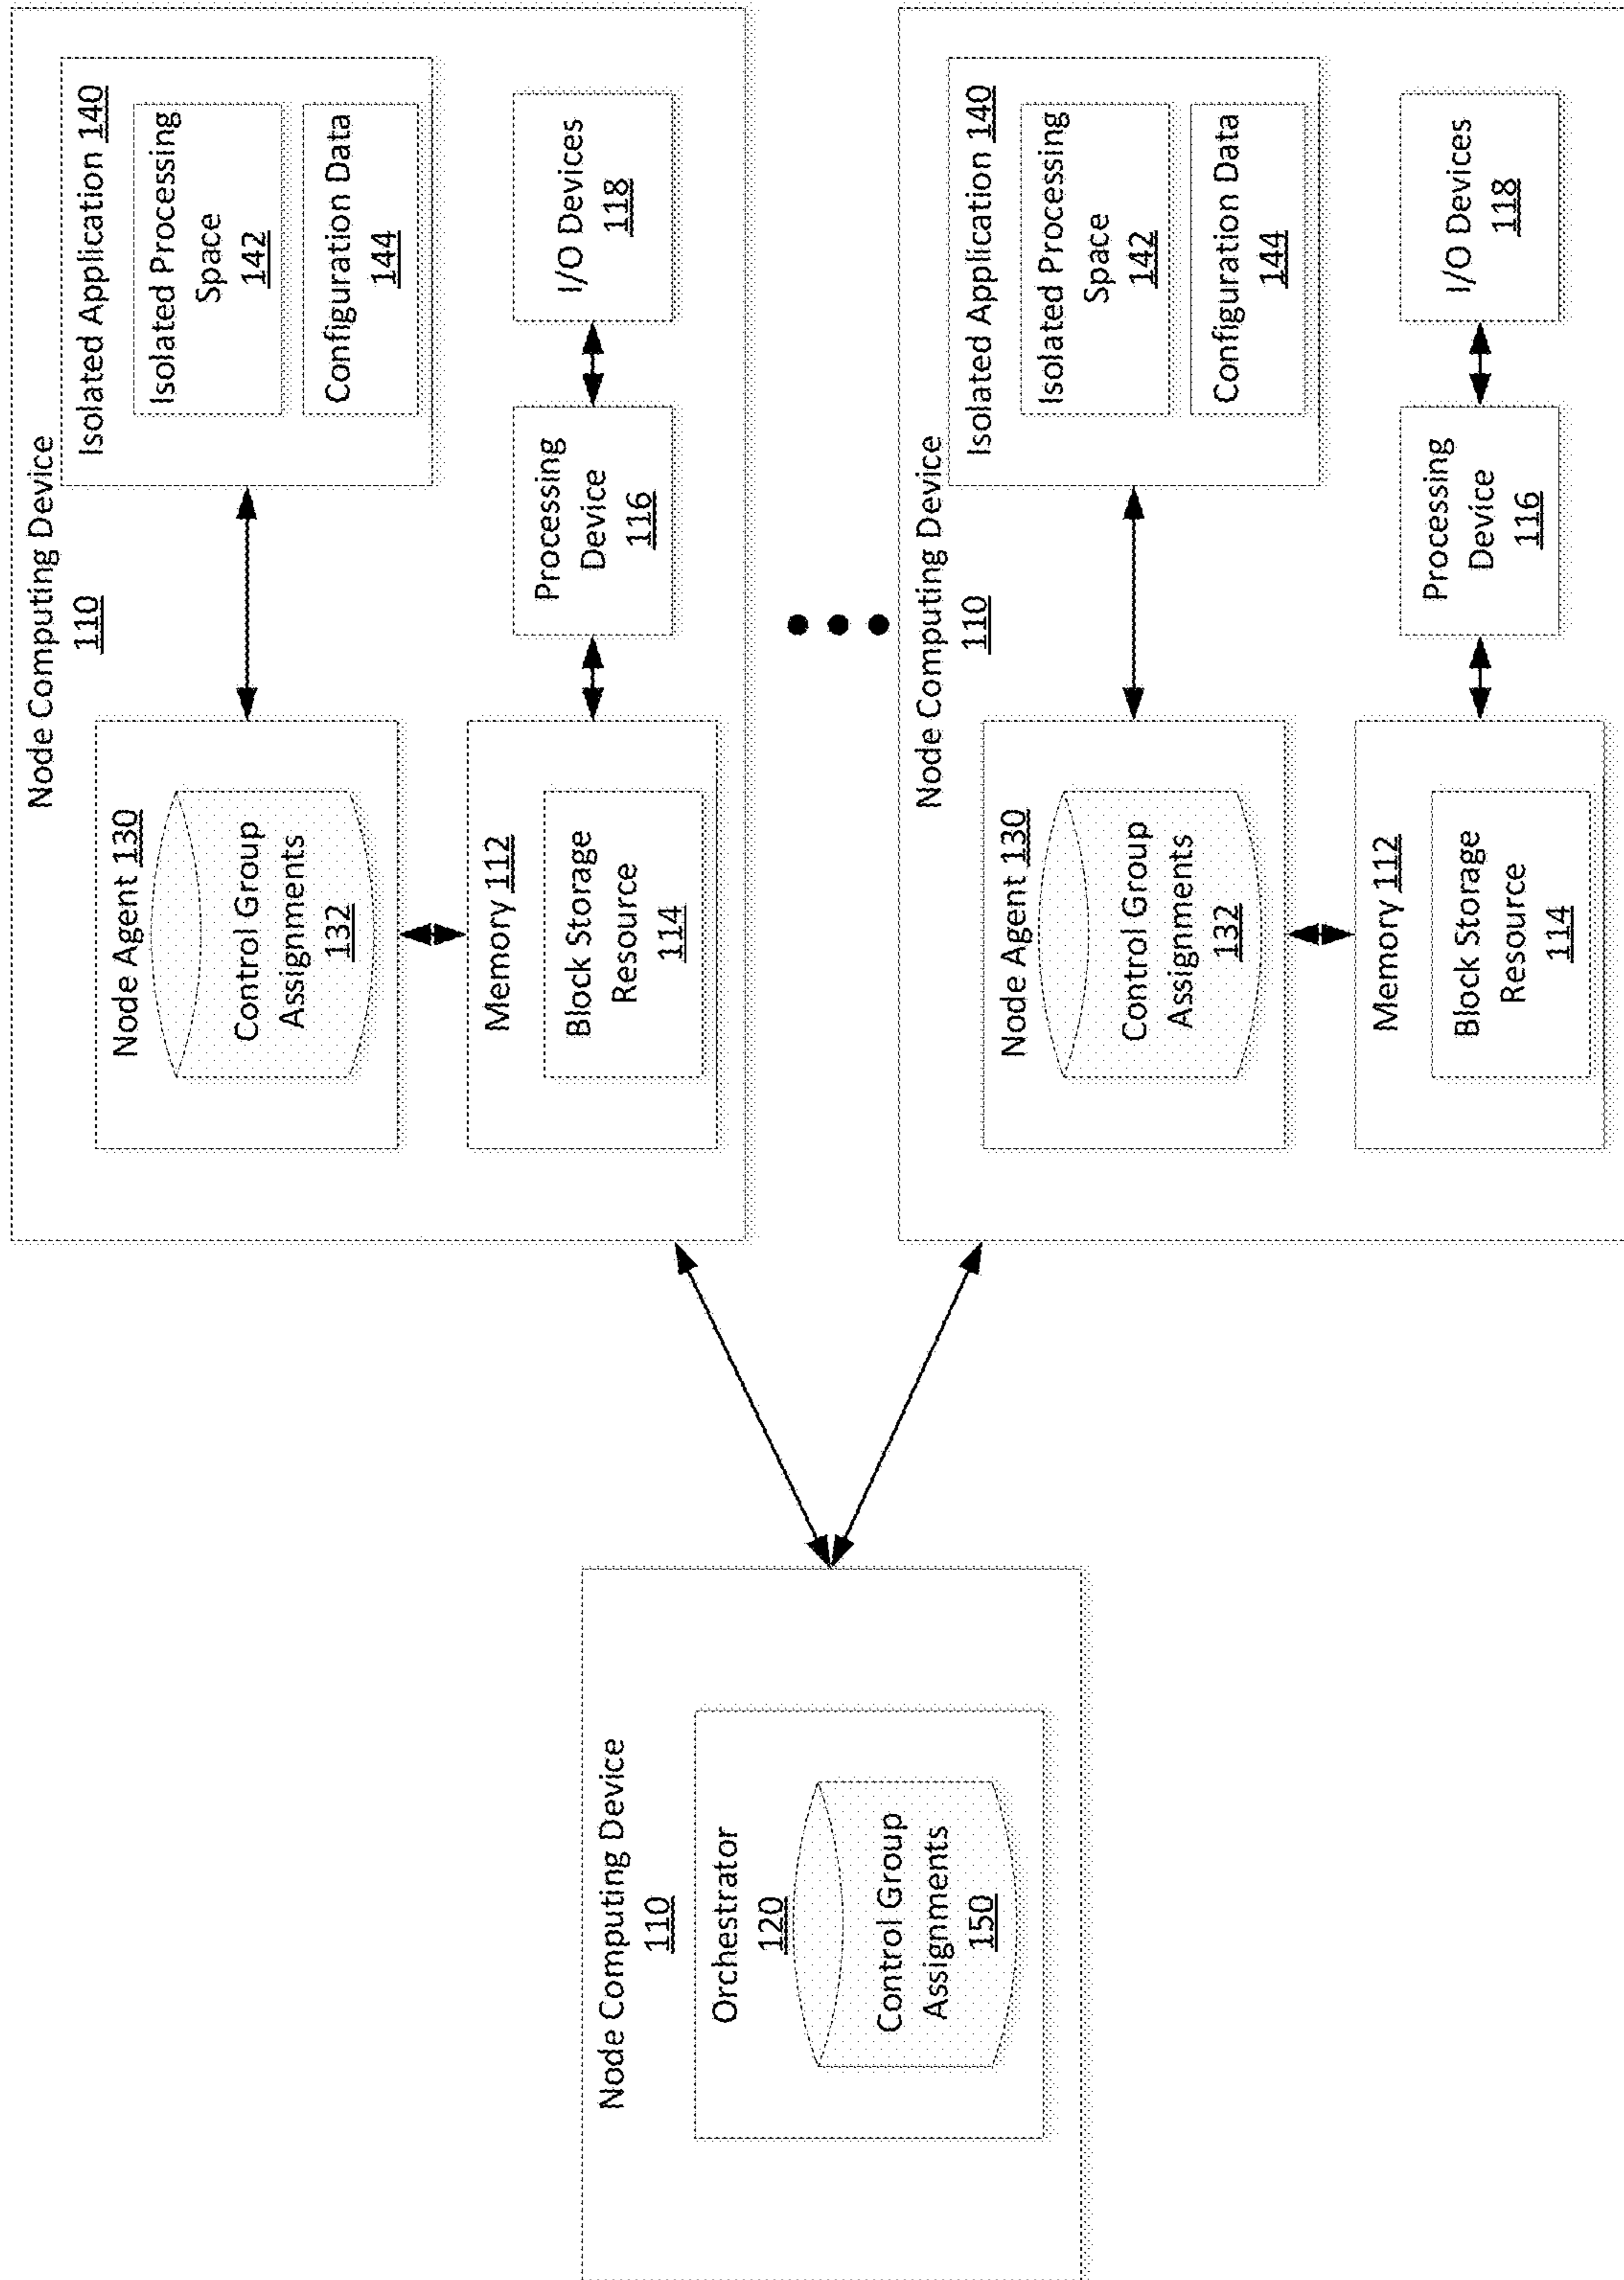 Node Computing Device
110
Orchestrator
120
Control Group
Assignments
150
Node Computing Device
110
Node Agent 130
Control Group
Assignments
132
Memory 112
Block Storage
Resource
114
Isolated Application 140
Isolated Processing
Space
142
Configuration Data
144
Processing
Device
116
I/O Devices
118
Node Computing Device
110
Node Agent 130
Control Group
Assignments
132
Memory 112
Block Storage
Resource
114
Isolated Application 140
Isolated Processing
Space
142
Configuration Data
144
Processing
Device
116
I/O Devices
118